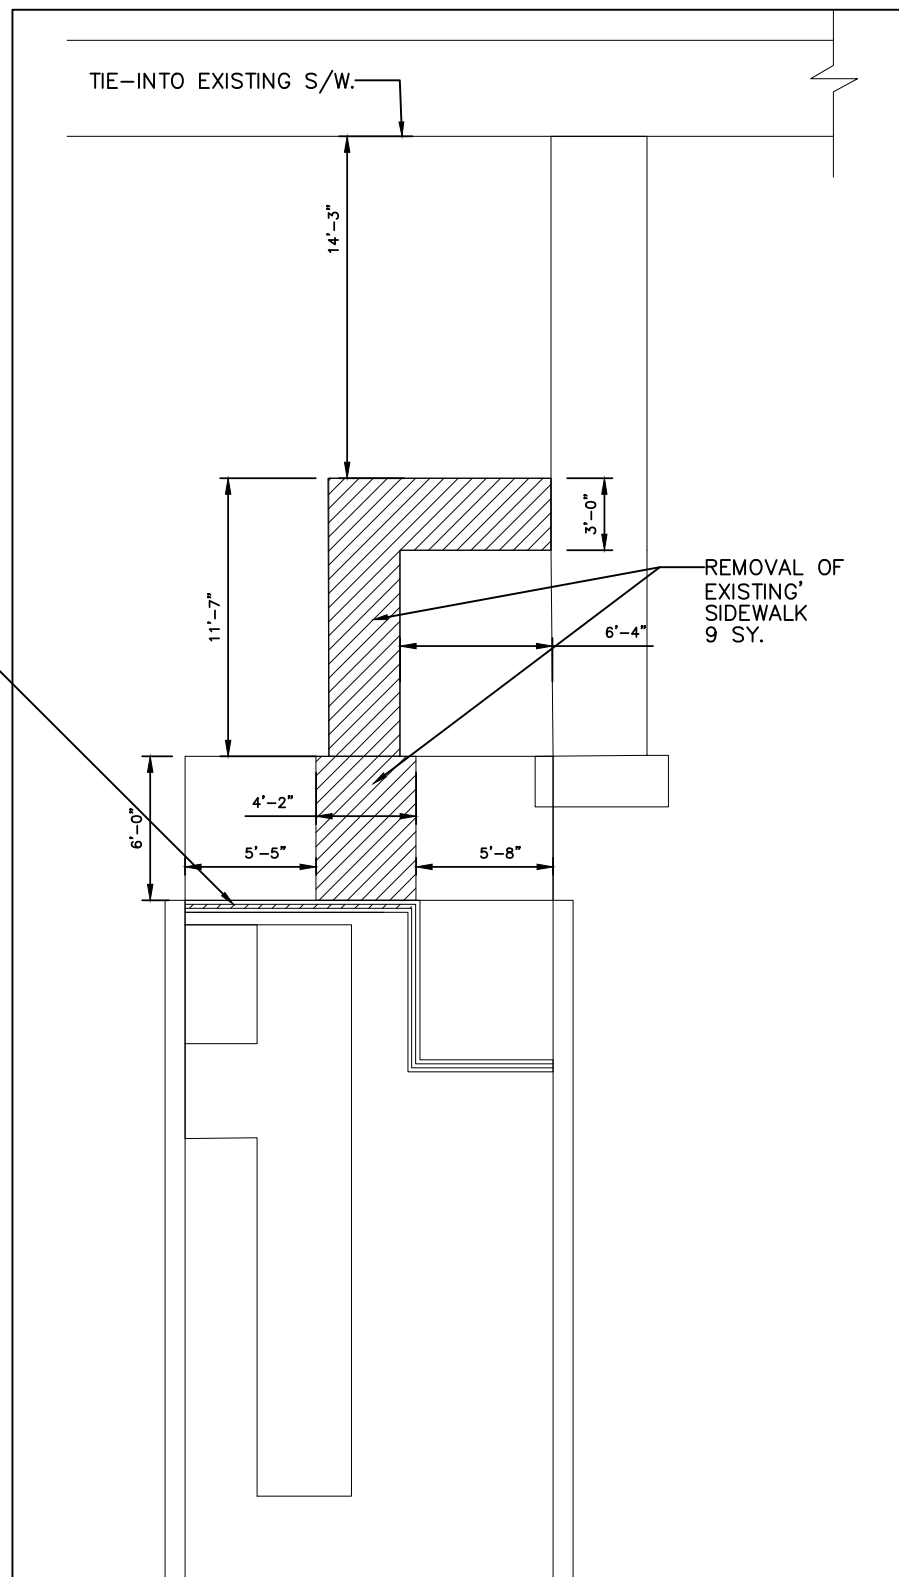 TIE-INTO EXISTING S/W.
14'-3"
3'-0"
11'-7"
REMOVAL OF
EXISTING'
SIDEWALK
9 SY.
6'-4"
4'-2"
6'-0"
5'-5"
5'-8"